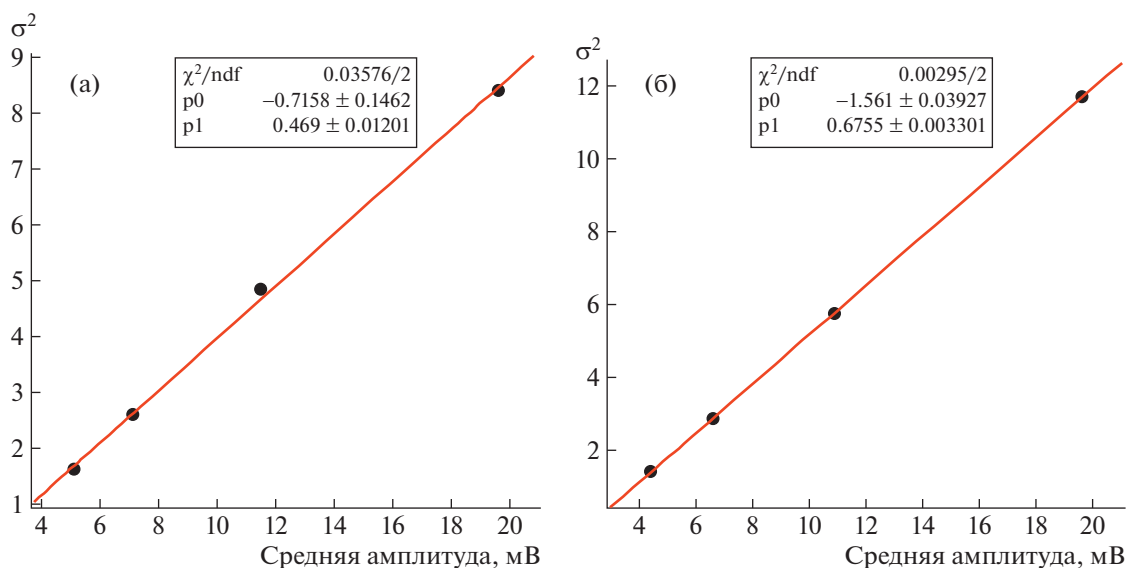 σ²
9
8
7
6
5
4
3
2
1
(а)
χ²/ndf 0.03576/2
p0 −0.7158 ± 0.1462
p1 0.469 ± 0.01201
4 6 8 10 12 14 16 18 20
Средняя амплитуда, мВ
σ²
12
10
8
6
4
2
(б)
χ²/ndf 0.00295/2
p0 −1.561 ± 0.03927
p1 0.6755 ± 0.003301
4 6 8 10 12 14 16 18 20
Средняя амплитуда, мВ